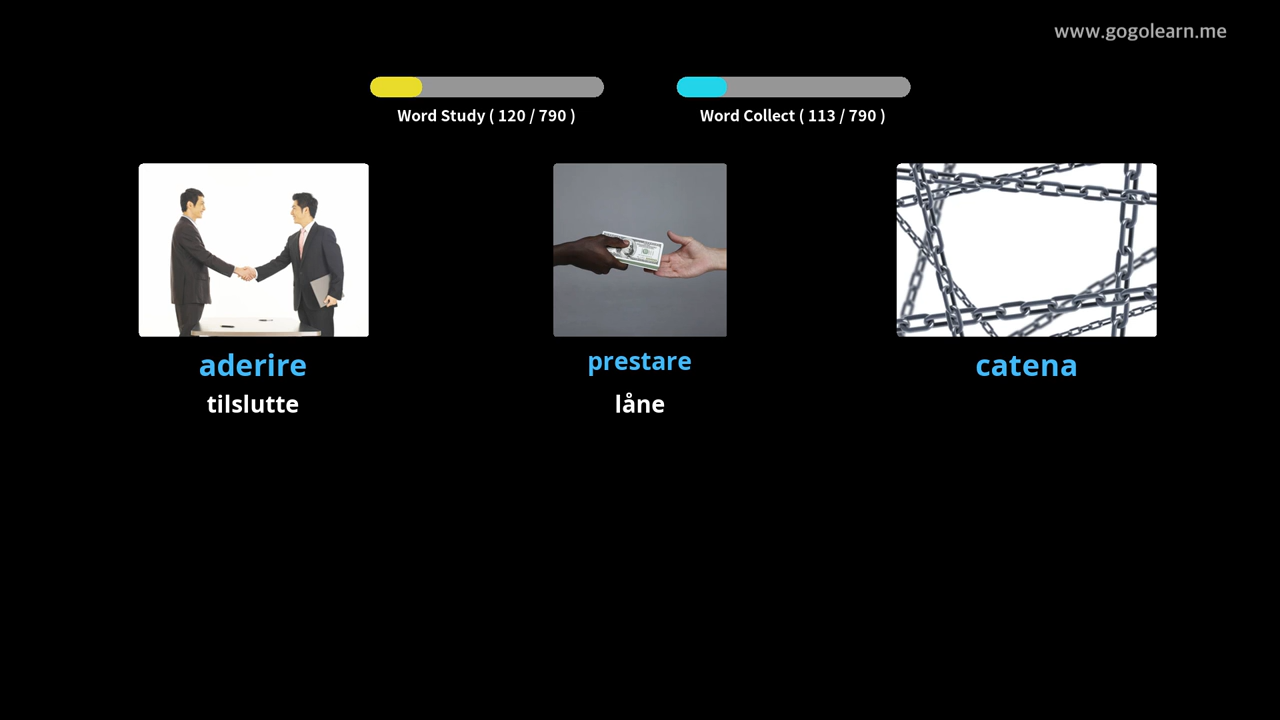 www.gogolearn.me
Word Study ( 120 / 790 )
Word Collect ( 113 / 790 )
aderire
prestare
catena
tilslutte
låne